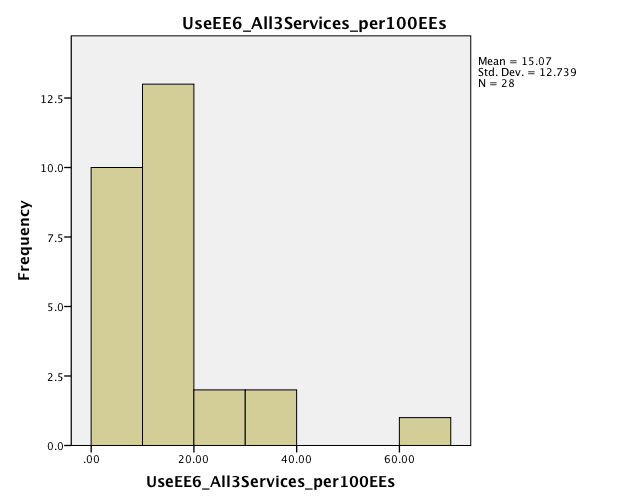 UseEE6_All3Services_per100EEs
Mean = 15.07
Std. Dev. = 12.739
N = 28
Frequency
12.5
10.0
7.5
5.0
2.5
0.0
.00 20.00 40.00 60.00
UseEE6_All3Services_per100EEs